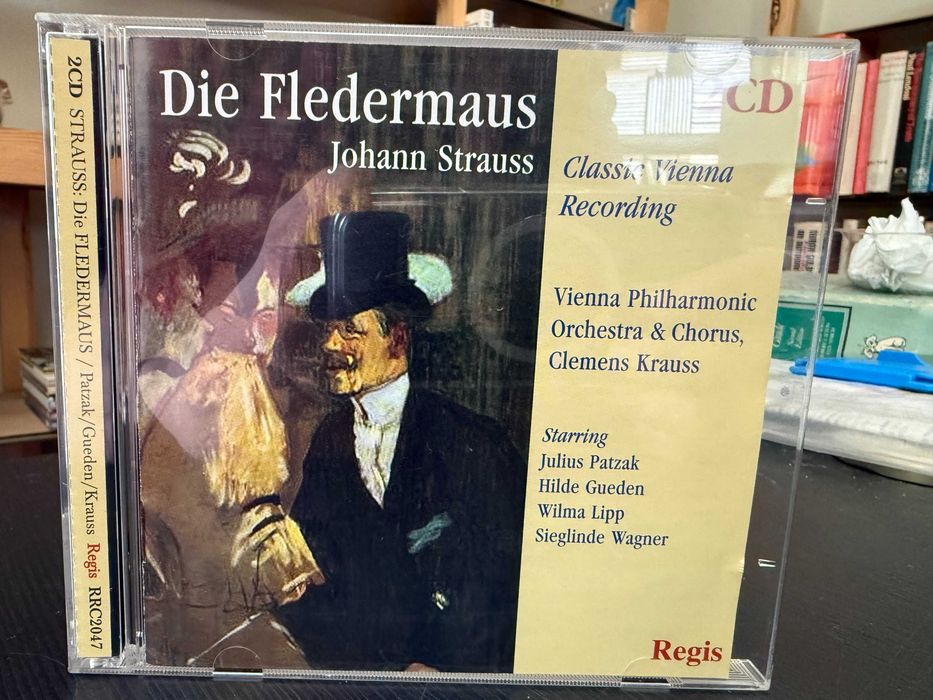 2CD STRAUSS: Die FLEDERMAUS / Patzak/Gueden/Krauss Regis RRC2047
Die Fledermaus
Johann Strauss
2CD
Classic Vienna
Recording
Vienna Philharmonic
Orchestra & Chorus,
Clemens Krauss
Starring
Julius Patzak
Hilde Gueden
Wilma Lipp
Sieglinde Wagner
Regis